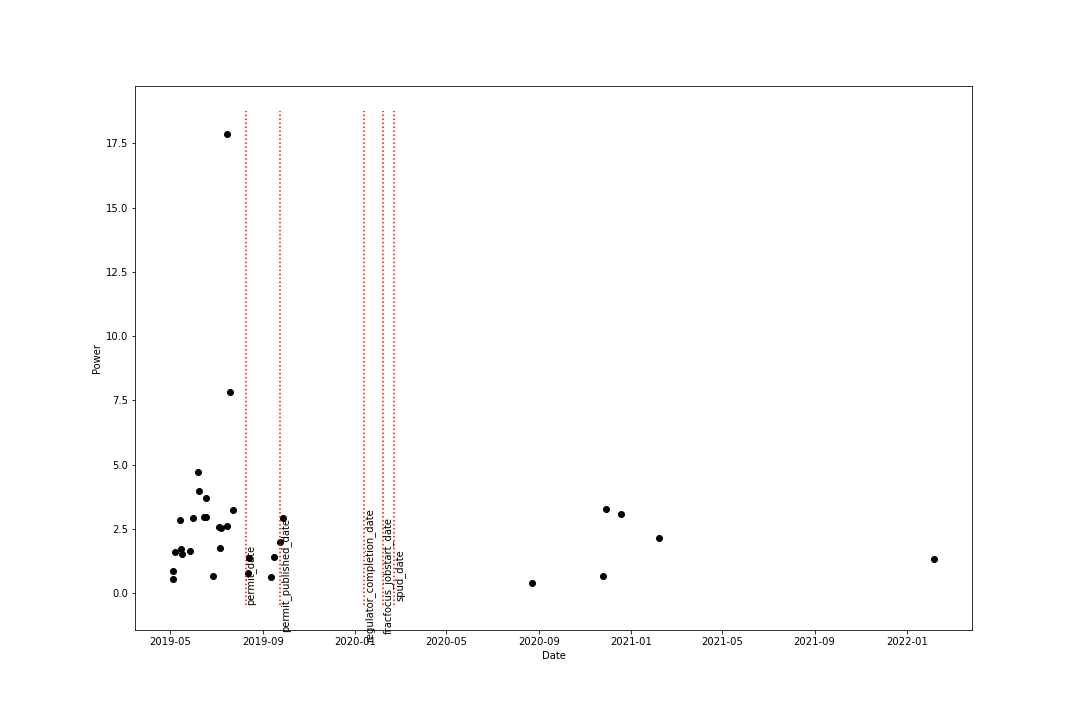 17.5
15.0
12.5
10.0
7.5
5.0
2.5
0.0
Power
permit_date
permit_published_date
regulator_completion_date
fracfocus_jobstart_date
spud_date
2019-05
2019-09
2020-01
2020-05
2020-09
2021-01
2021-05
2021-09
2022-01
Date